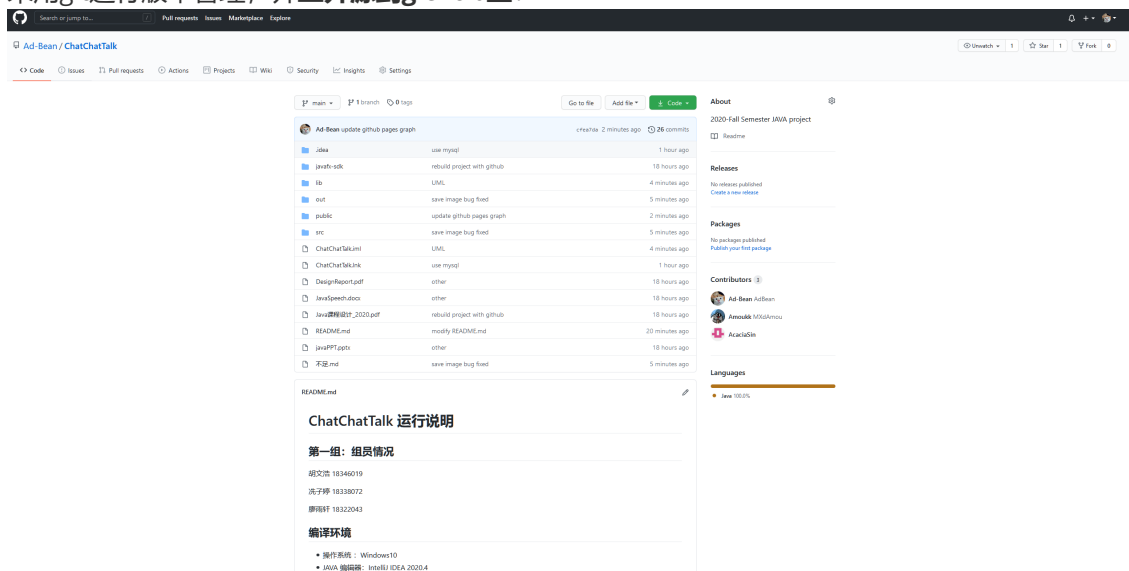 Search or jump to... /
Pull requests Issues Marketplace Explore
Ad-Bean / ChatChatTalk
Unwatch 1 Star 1 Fork 0
Code Issues Pull requests Actions Projects Wiki Security Insights Settings
main 1 branch 0 tags
Go to file Add file Code
Ad-Bean update github pages graph 2 minutes ago 26 commits
.idea use mysql 1 hour ago
javafx-sdk rebuild project with github 18 hours ago
lib UML 4 minutes ago
out save image bug fixed 5 minutes ago
public update github pages graph 2 minutes ago
src save image bug fixed 5 minutes ago
ChatChatTalk.iml UML 4 minutes ago
ChatChatTalk.lnk use mysql 1 hour ago
DesignReport.pdf other 18 hours ago
JavaSpeech.docx other 18 hours ago
Java课程设计_2020.pdf rebuild project with github 18 hours ago
README.md modify README.md 20 minutes ago
javaPPT.pptx other 18 hours ago
不足.md save image bug fixed 5 minutes ago
README.md
ChatChatTalk 运行说明
第一组：组员情况
胡文浩 18346019
冼子婷 18338072
廖雨轩 18322043
编译环境
操作系统 ：Windows10
JAVA 编辑器：IntelliJ IDEA 2020.4
About
2020-Fall Semester JAVA project
Readme
Releases
No releases published
Create a new release
Packages
No packages published
Publish your first package
Contributors 3
Ad-Bean AdBean
Amoukk MXdAmou
AcaciaSin
Languages
Java 100.0%